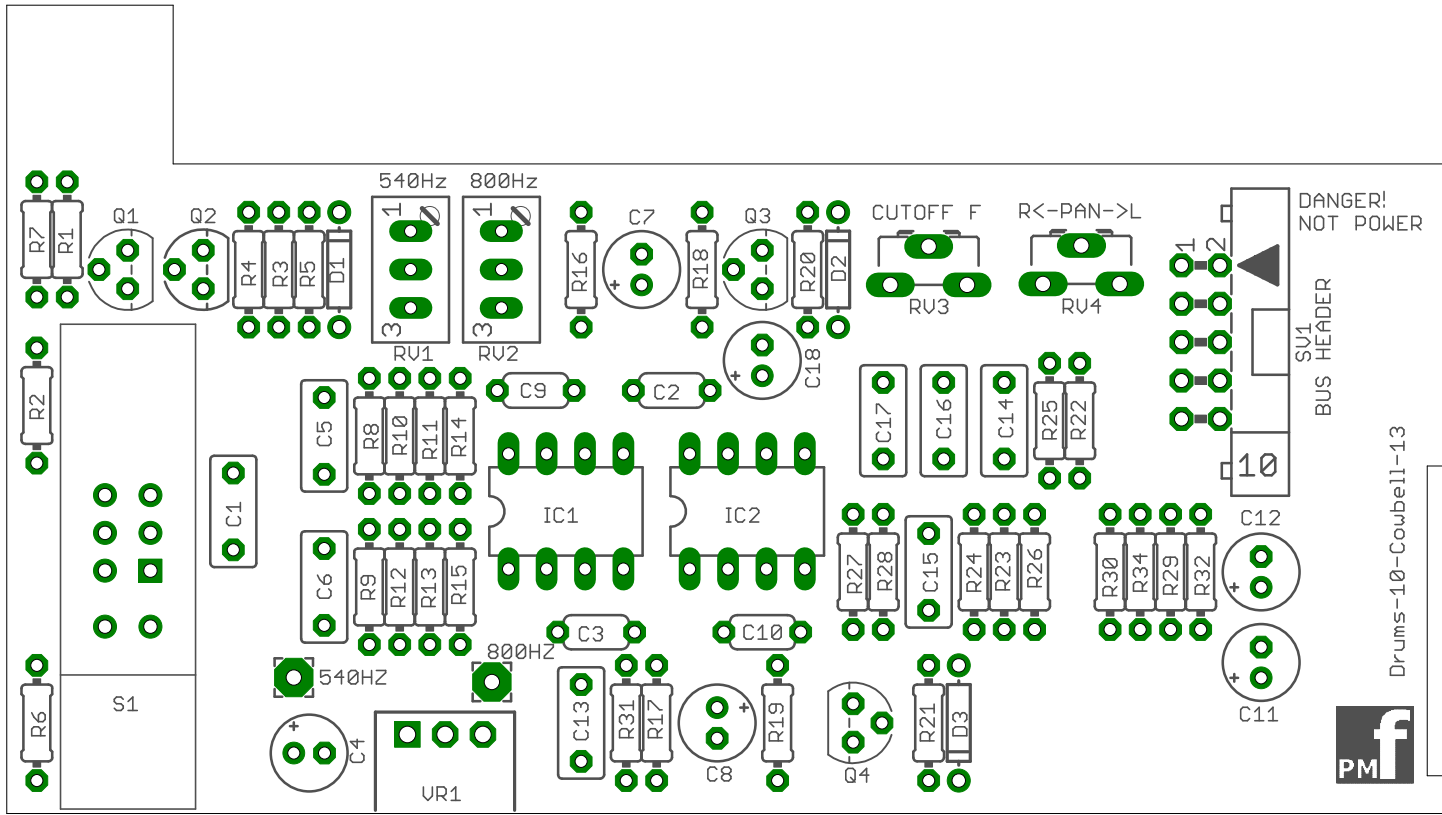 540Hz 800Hz
DANGER!
NOT POWER
Q1 Q2 C7 Q3 CUTOFF F R<-PAN->L
R7 R1 R4 R3 R5 D1 1 3 1 3 R16 + R18 R20 D2 1 2
RV3 RV4
RV1 RV2 + C18
SV1
BUS HEADER
R2 C9 C2
C5 R8 R10 R11 R14 C17 C16 C14 R25 R22
10
C1 IC1 IC2 C12
C6 R9 R12 R13 R15 R27 R28 C15 R24 R23 R26 R30 R34 R29 R32 +
C3 C10
Drums-10-Cowbell-13
540HZ 800HZ +
C11
R6 S1 + C4 C13 R31 R17 + C8 R19 Q4 R21 D3
VR1
PM f